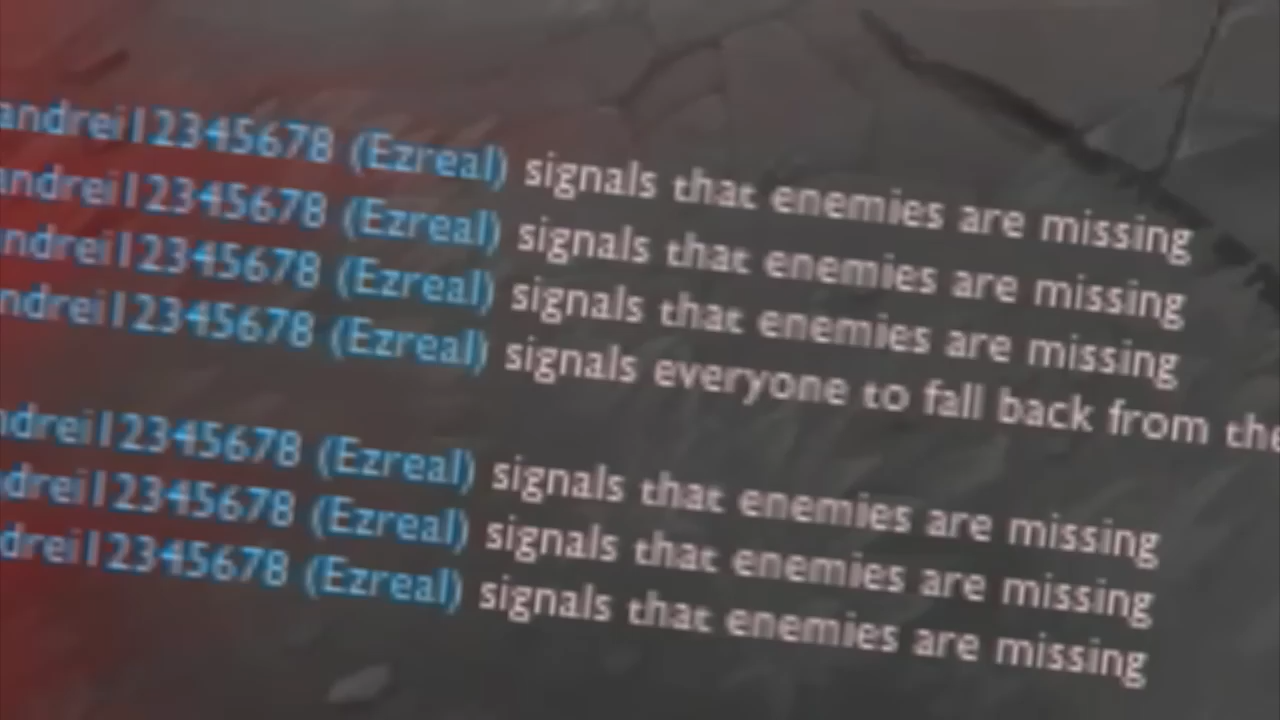 andrei12345678 (Ezreal) signals that enemies are missing
andrei12345678 (Ezreal) signals that enemies are missing
ndrei12345678 (Ezreal) signals that enemies are missing
ndrei12345678 (Ezreal) signals everyone to fall back from the
ndrei12345678 (Ezreal) signals that enemies are missing
drei12345678 (Ezreal) signals that enemies are missing
drei12345678 (Ezreal) signals that enemies are missing